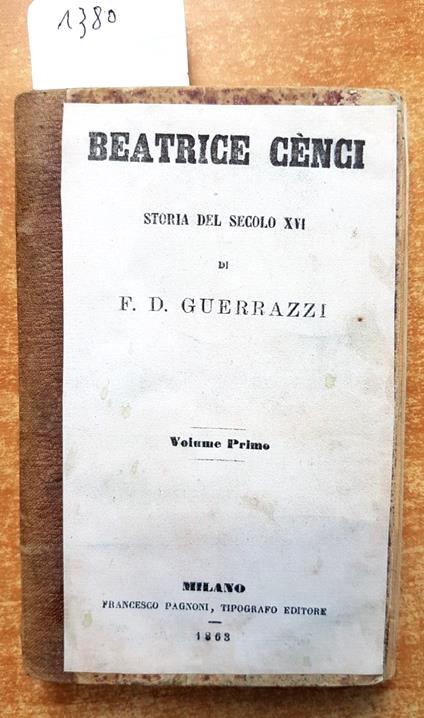 1380
BEATRICE CÈNCI
STORIA DEL SECOLO XVI
DI
F. D. GUERRAZZI
Volume Primo
MILANO
FRANCESCO PAGNONI, TIPOGRAFO EDITORE
1863